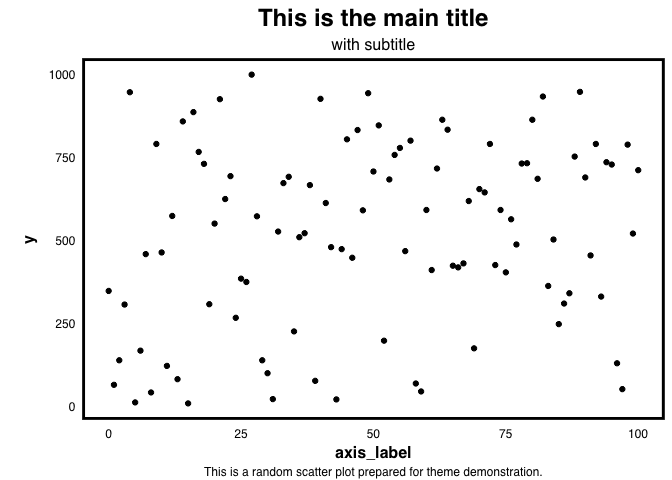 This is the main title
with subtitle
1000
750
500
250
0
y
0 25 50 75 100
axis_label
This is a random scatter plot prepared for theme demonstration.